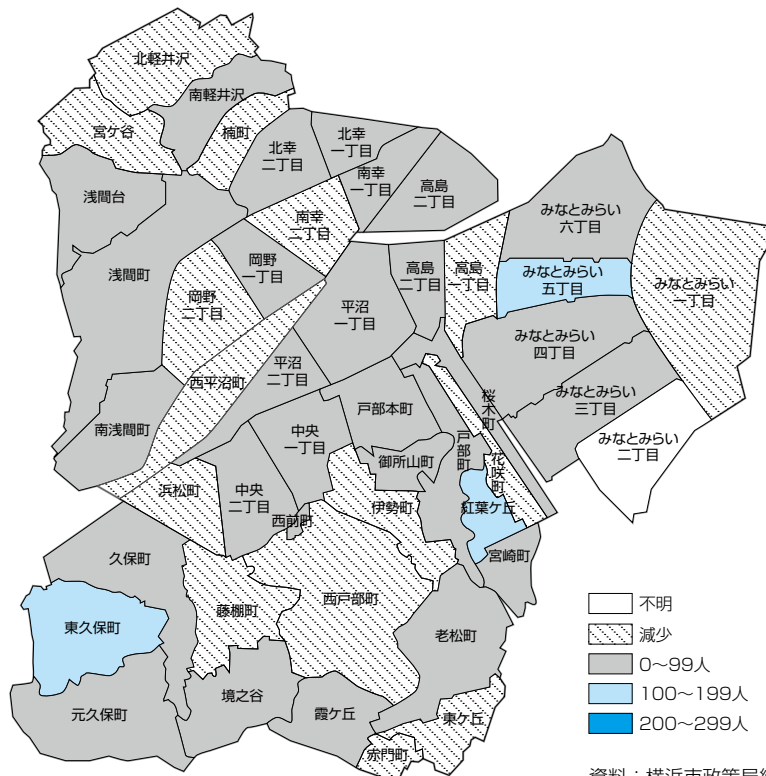 北軽井沢
南軽井沢
宮ケ谷
楠町
北幸
一丁目
北幸
二丁目
南幸
一丁目
高島
二丁目
浅間台
南幸
二丁目
みなとみらい
六丁目
岡野
一丁目
高島
二丁目
高島
一丁目
みなとみらい
五丁目
みなとみらい
一丁目
浅間町
岡野
二丁目
平沼
一丁目
みなとみらい
四丁目
西平沼町
平沼
二丁目
みなとみらい
三丁目
桜木町
戸部本町
南浅間町
中央
一丁目
戸部町
みなとみらい
二丁目
御所山町
花咲町
浜松町
中央
二丁目
伊勢町
紅葉ケ丘
西前町
宮崎町
久保町
藤棚町
西戸部町
東久保町
老松町
境之谷
元久保町
霞ケ丘
東ケ丘
赤門町
不明
減少
0〜99人
100〜199人
200〜299人